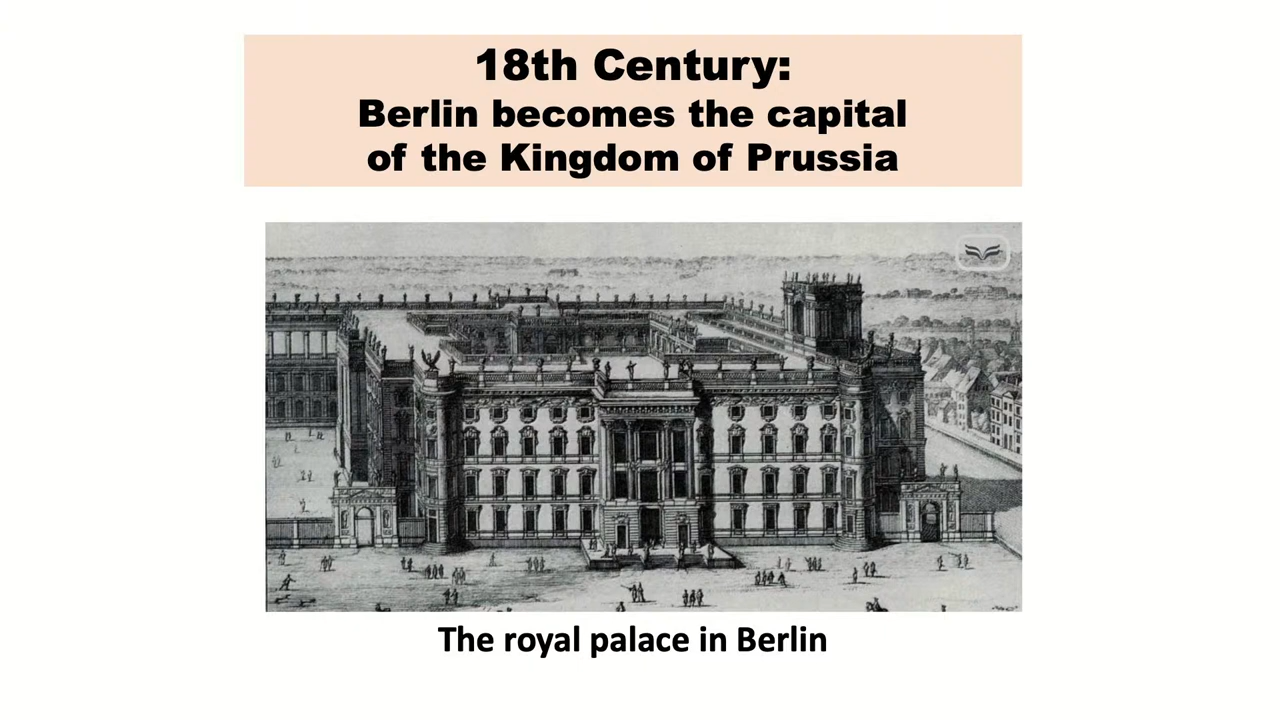 18th Century:
Berlin becomes the capital
of the Kingdom of Prussia
The royal palace in Berlin